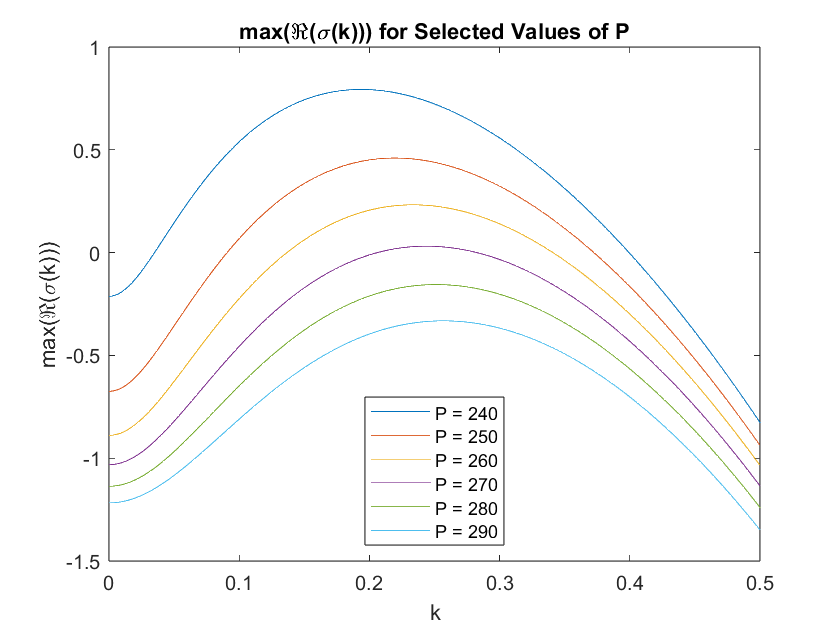 max(ℜ(σ(k))) for Selected Values of P
1
0.5
0
-0.5
-1
-1.5
max(ℜ(σ(k)))
P = 240
P = 250
P = 260
P = 270
P = 280
P = 290
0 0.1 0.2 0.3 0.4 0.5
k